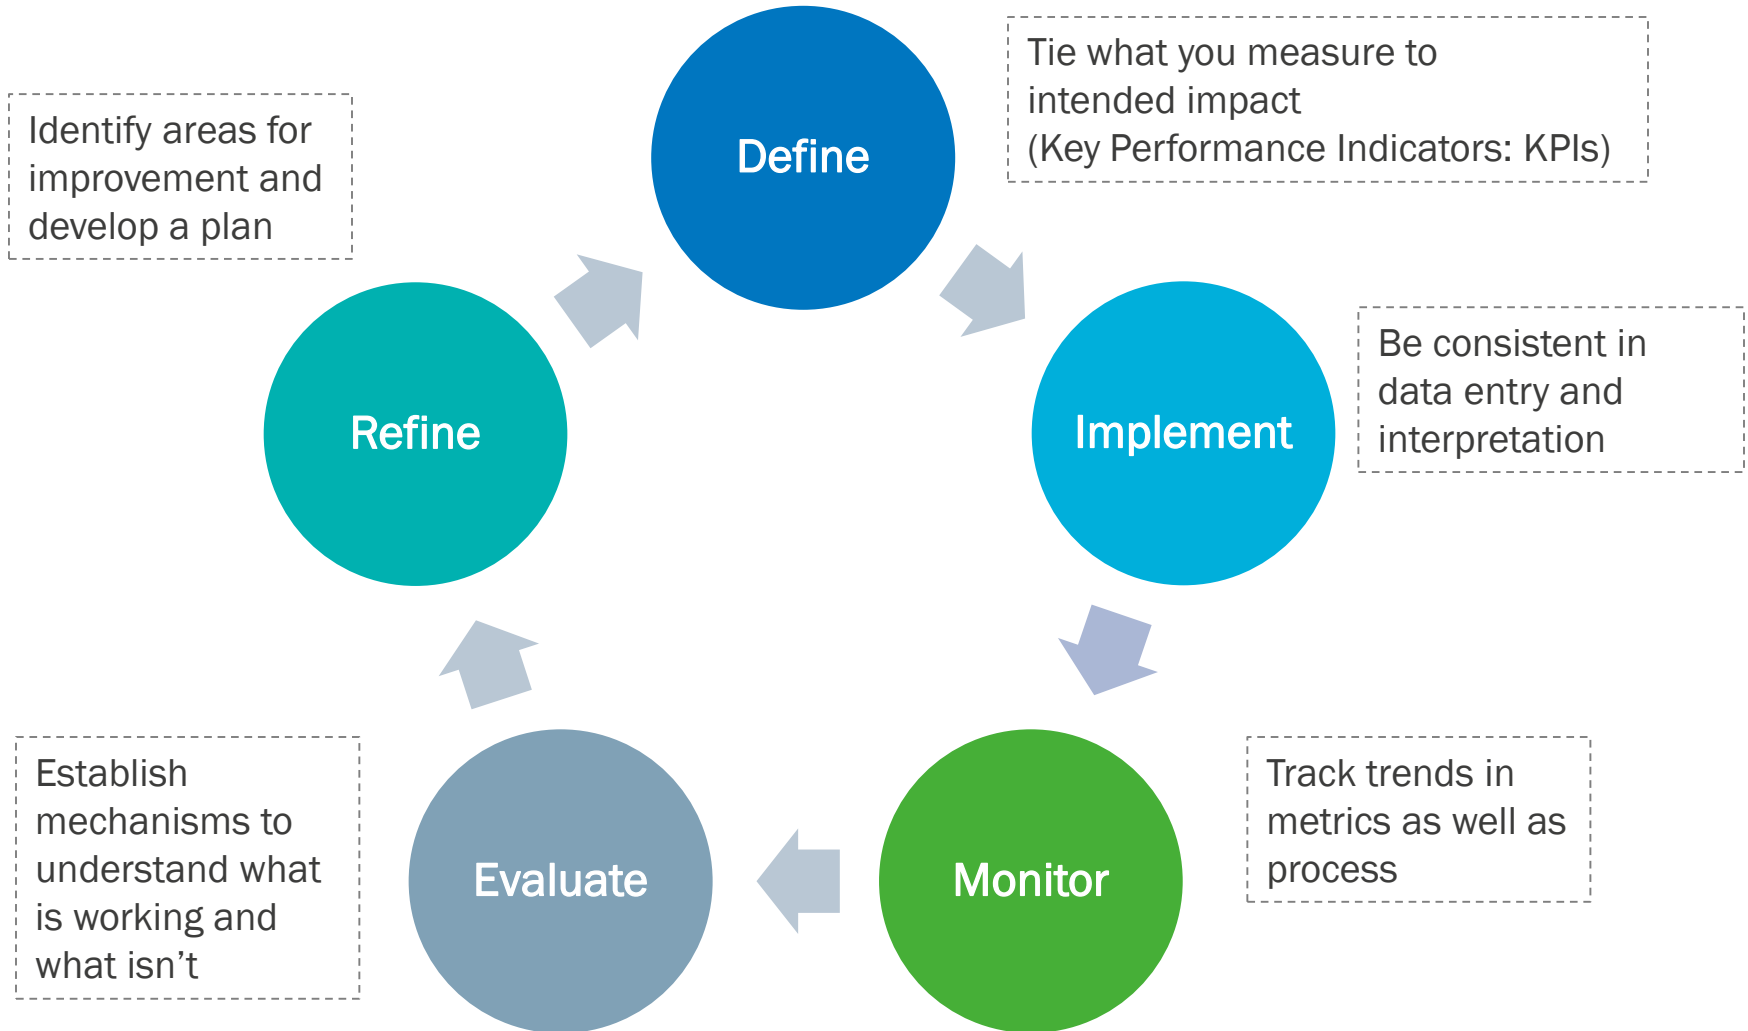 Define
Tie what you measure to
intended impact
(Key Performance Indicators: KPIs)
Implement
Be consistent in
data entry and
interpretation
Monitor
Track trends in
metrics as well as
process
Evaluate
Establish
mechanisms to
understand what
is working and
what isn’t
Refine
Identify areas for
improvement and
develop a plan